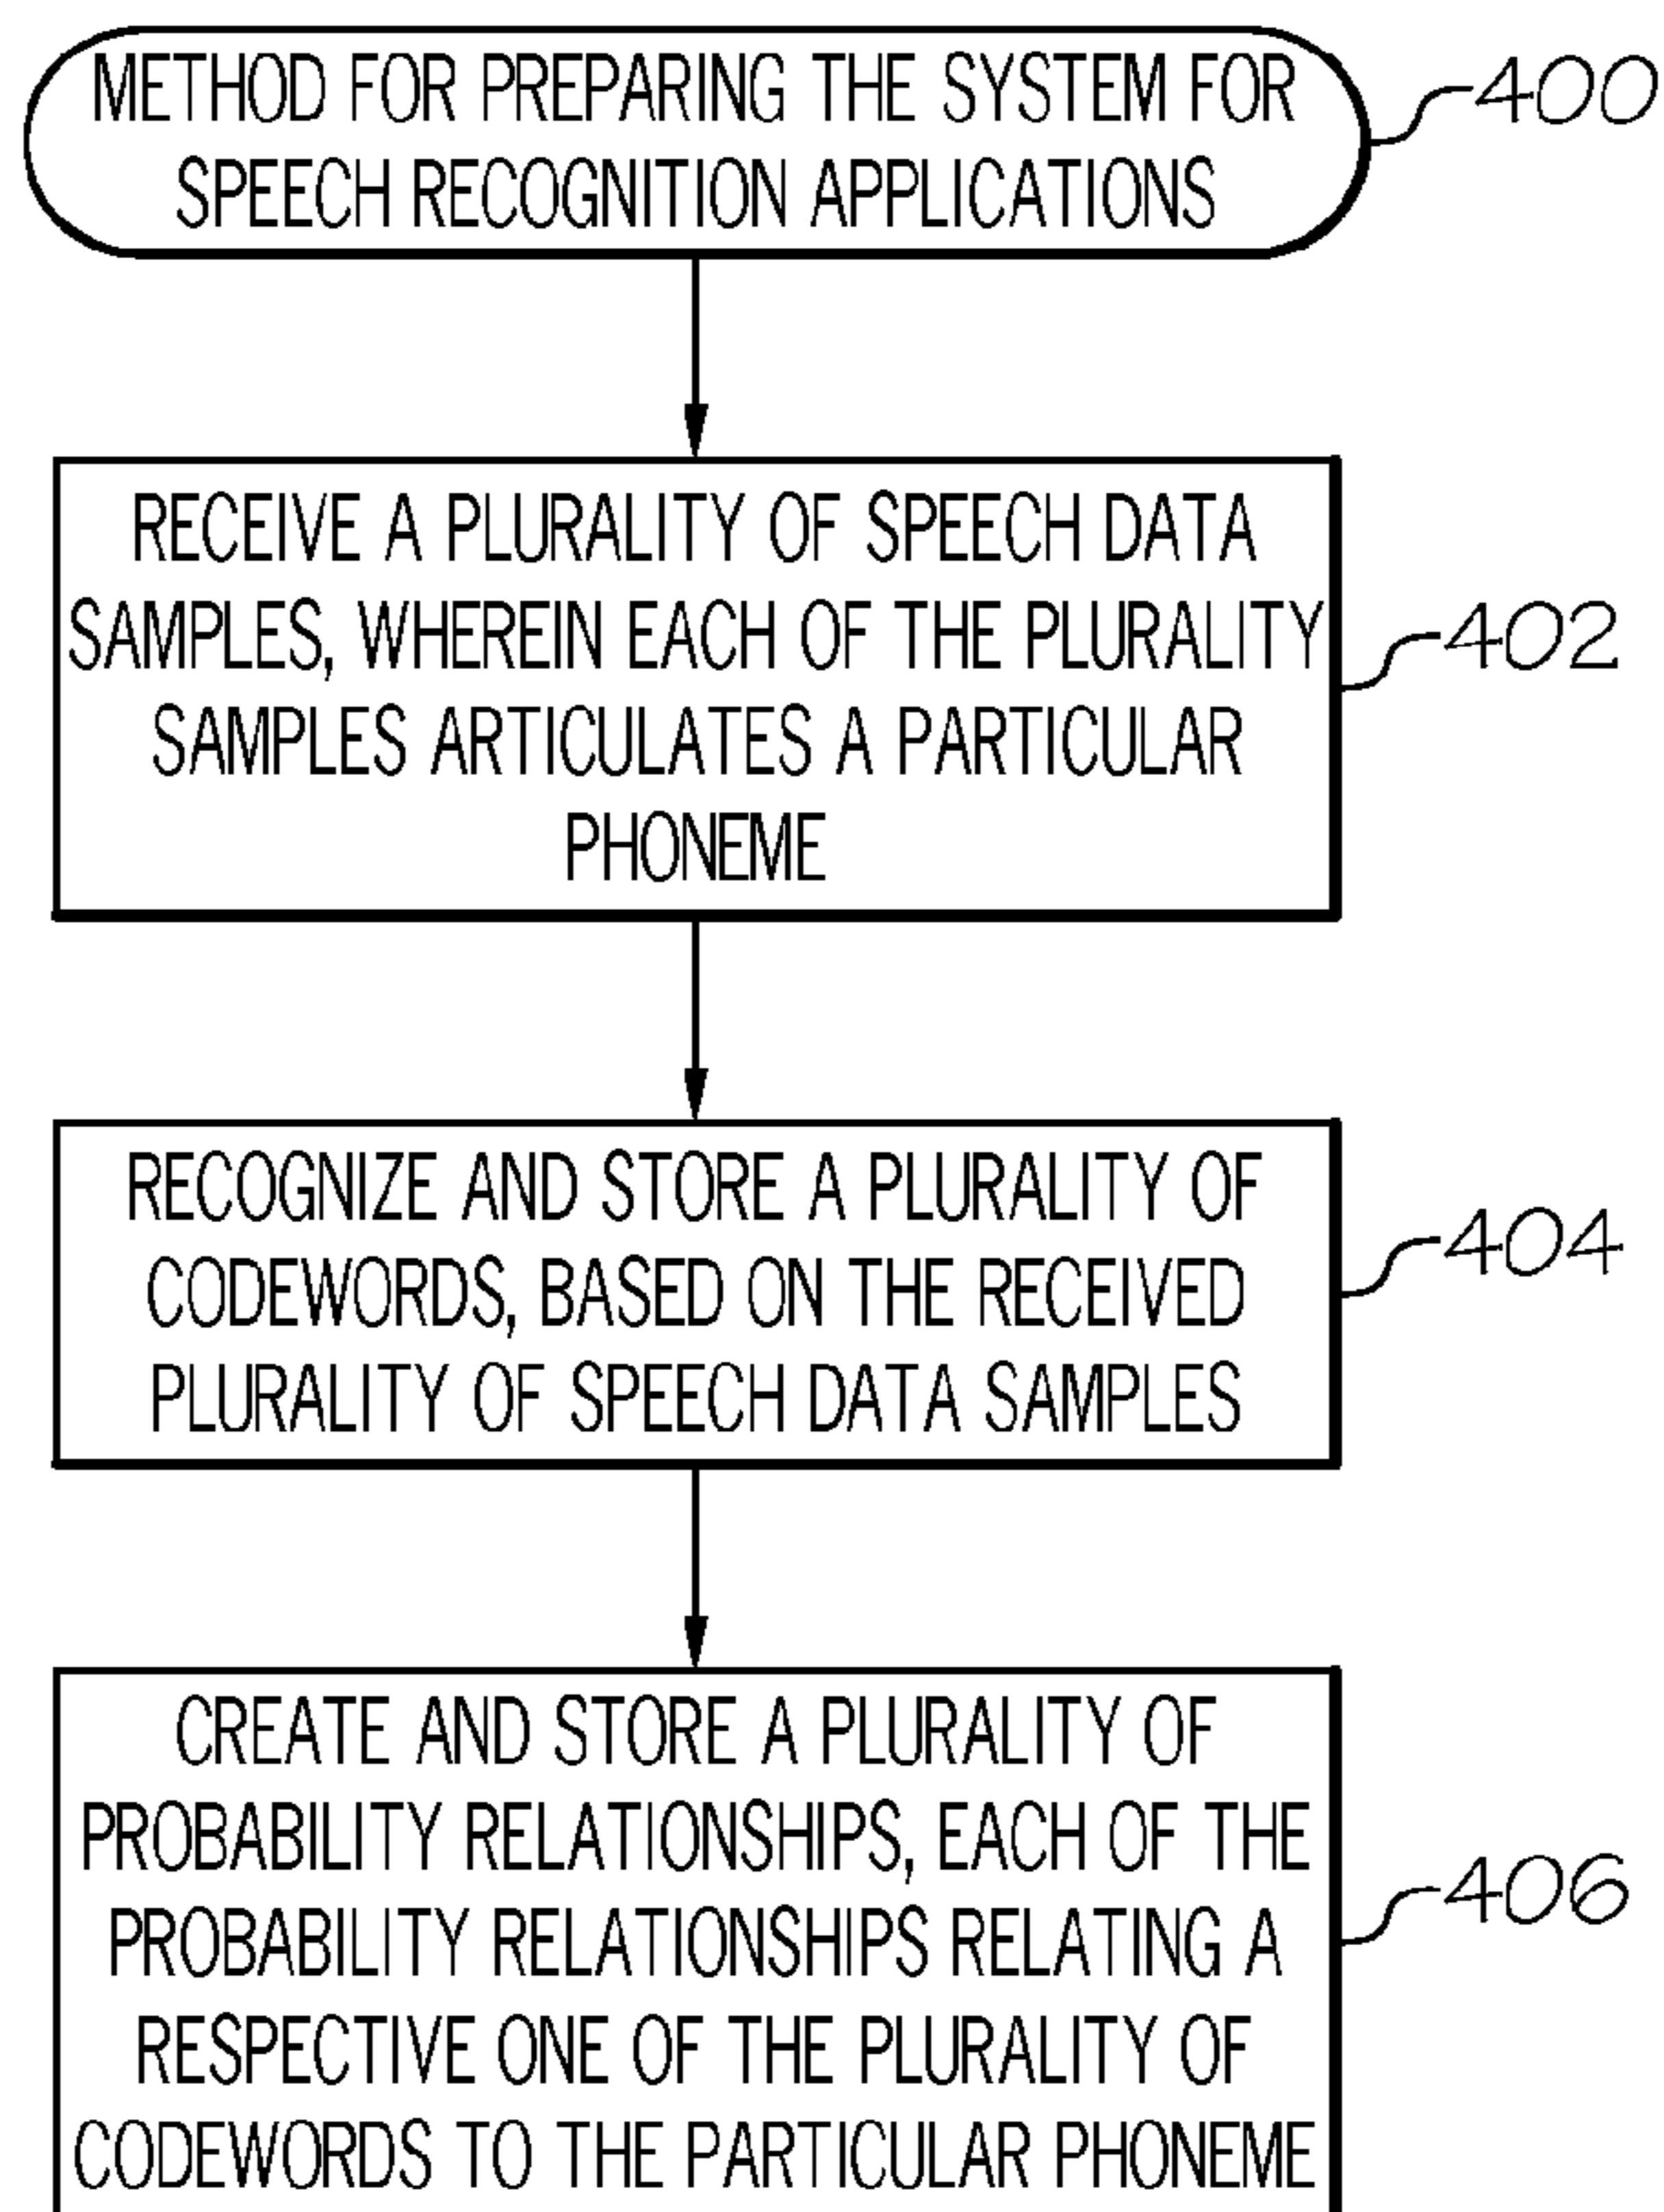 METHOD FOR PREPARING THE SYSTEM FOR
SPEECH RECOGNITION APPLICATIONS
400
RECEIVE A PLURALITY OF SPEECH DATA
SAMPLES, WHEREIN EACH OF THE PLURALITY
SAMPLES ARTICULATES A PARTICULAR
PHONEME
402
RECOGNIZE AND STORE A PLURALITY OF
CODEWORDS, BASED ON THE RECEIVED
PLURALITY OF SPEECH DATA SAMPLES
404
CREATE AND STORE A PLURALITY OF
PROBABILITY RELATIONSHIPS, EACH OF THE
PROBABILITY RELATIONSHIPS RELATING A
RESPECTIVE ONE OF THE PLURALITY OF
CODEWORDS TO THE PARTICULAR PHONEME
406